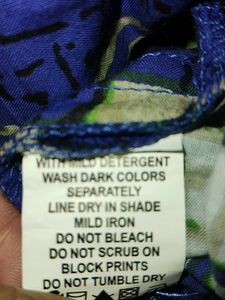 WITH MILD DETERGENT
WASH DARK COLORS
SEPARATELY
LINE DRY IN SHADE
MILD IRON
DO NOT BLEACH
DO NOT SCRUB ON
BLOCK PRINTS
DO NOT TUMBLE DRY